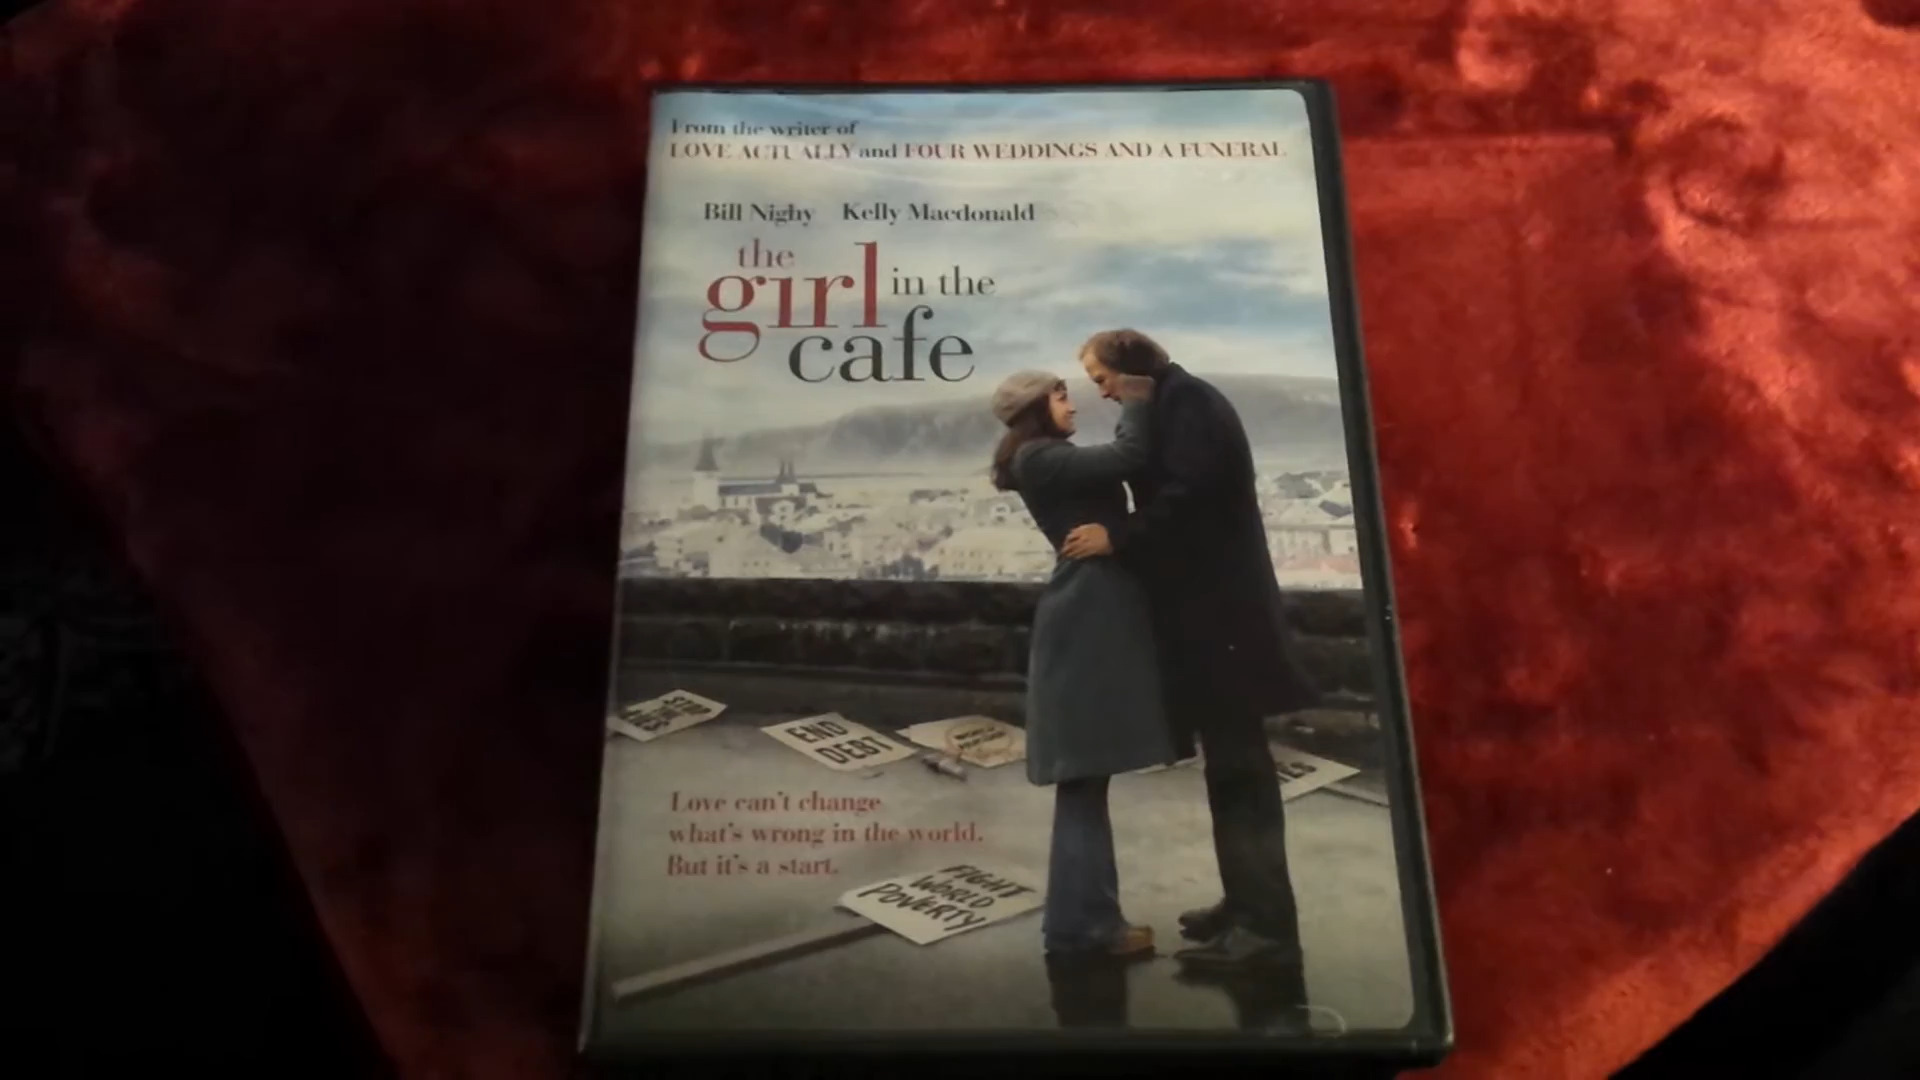 From the writer of
LOVE ACTUALLY and FOUR WEDDINGS AND A FUNERAL
Bill Nighy Kelly Macdonald
the
girl in the
cafe
STOP
END
DEBT
Love can't change
what's wrong in the world.
But it's a start.
FIGHT
WORLD
POVERTY